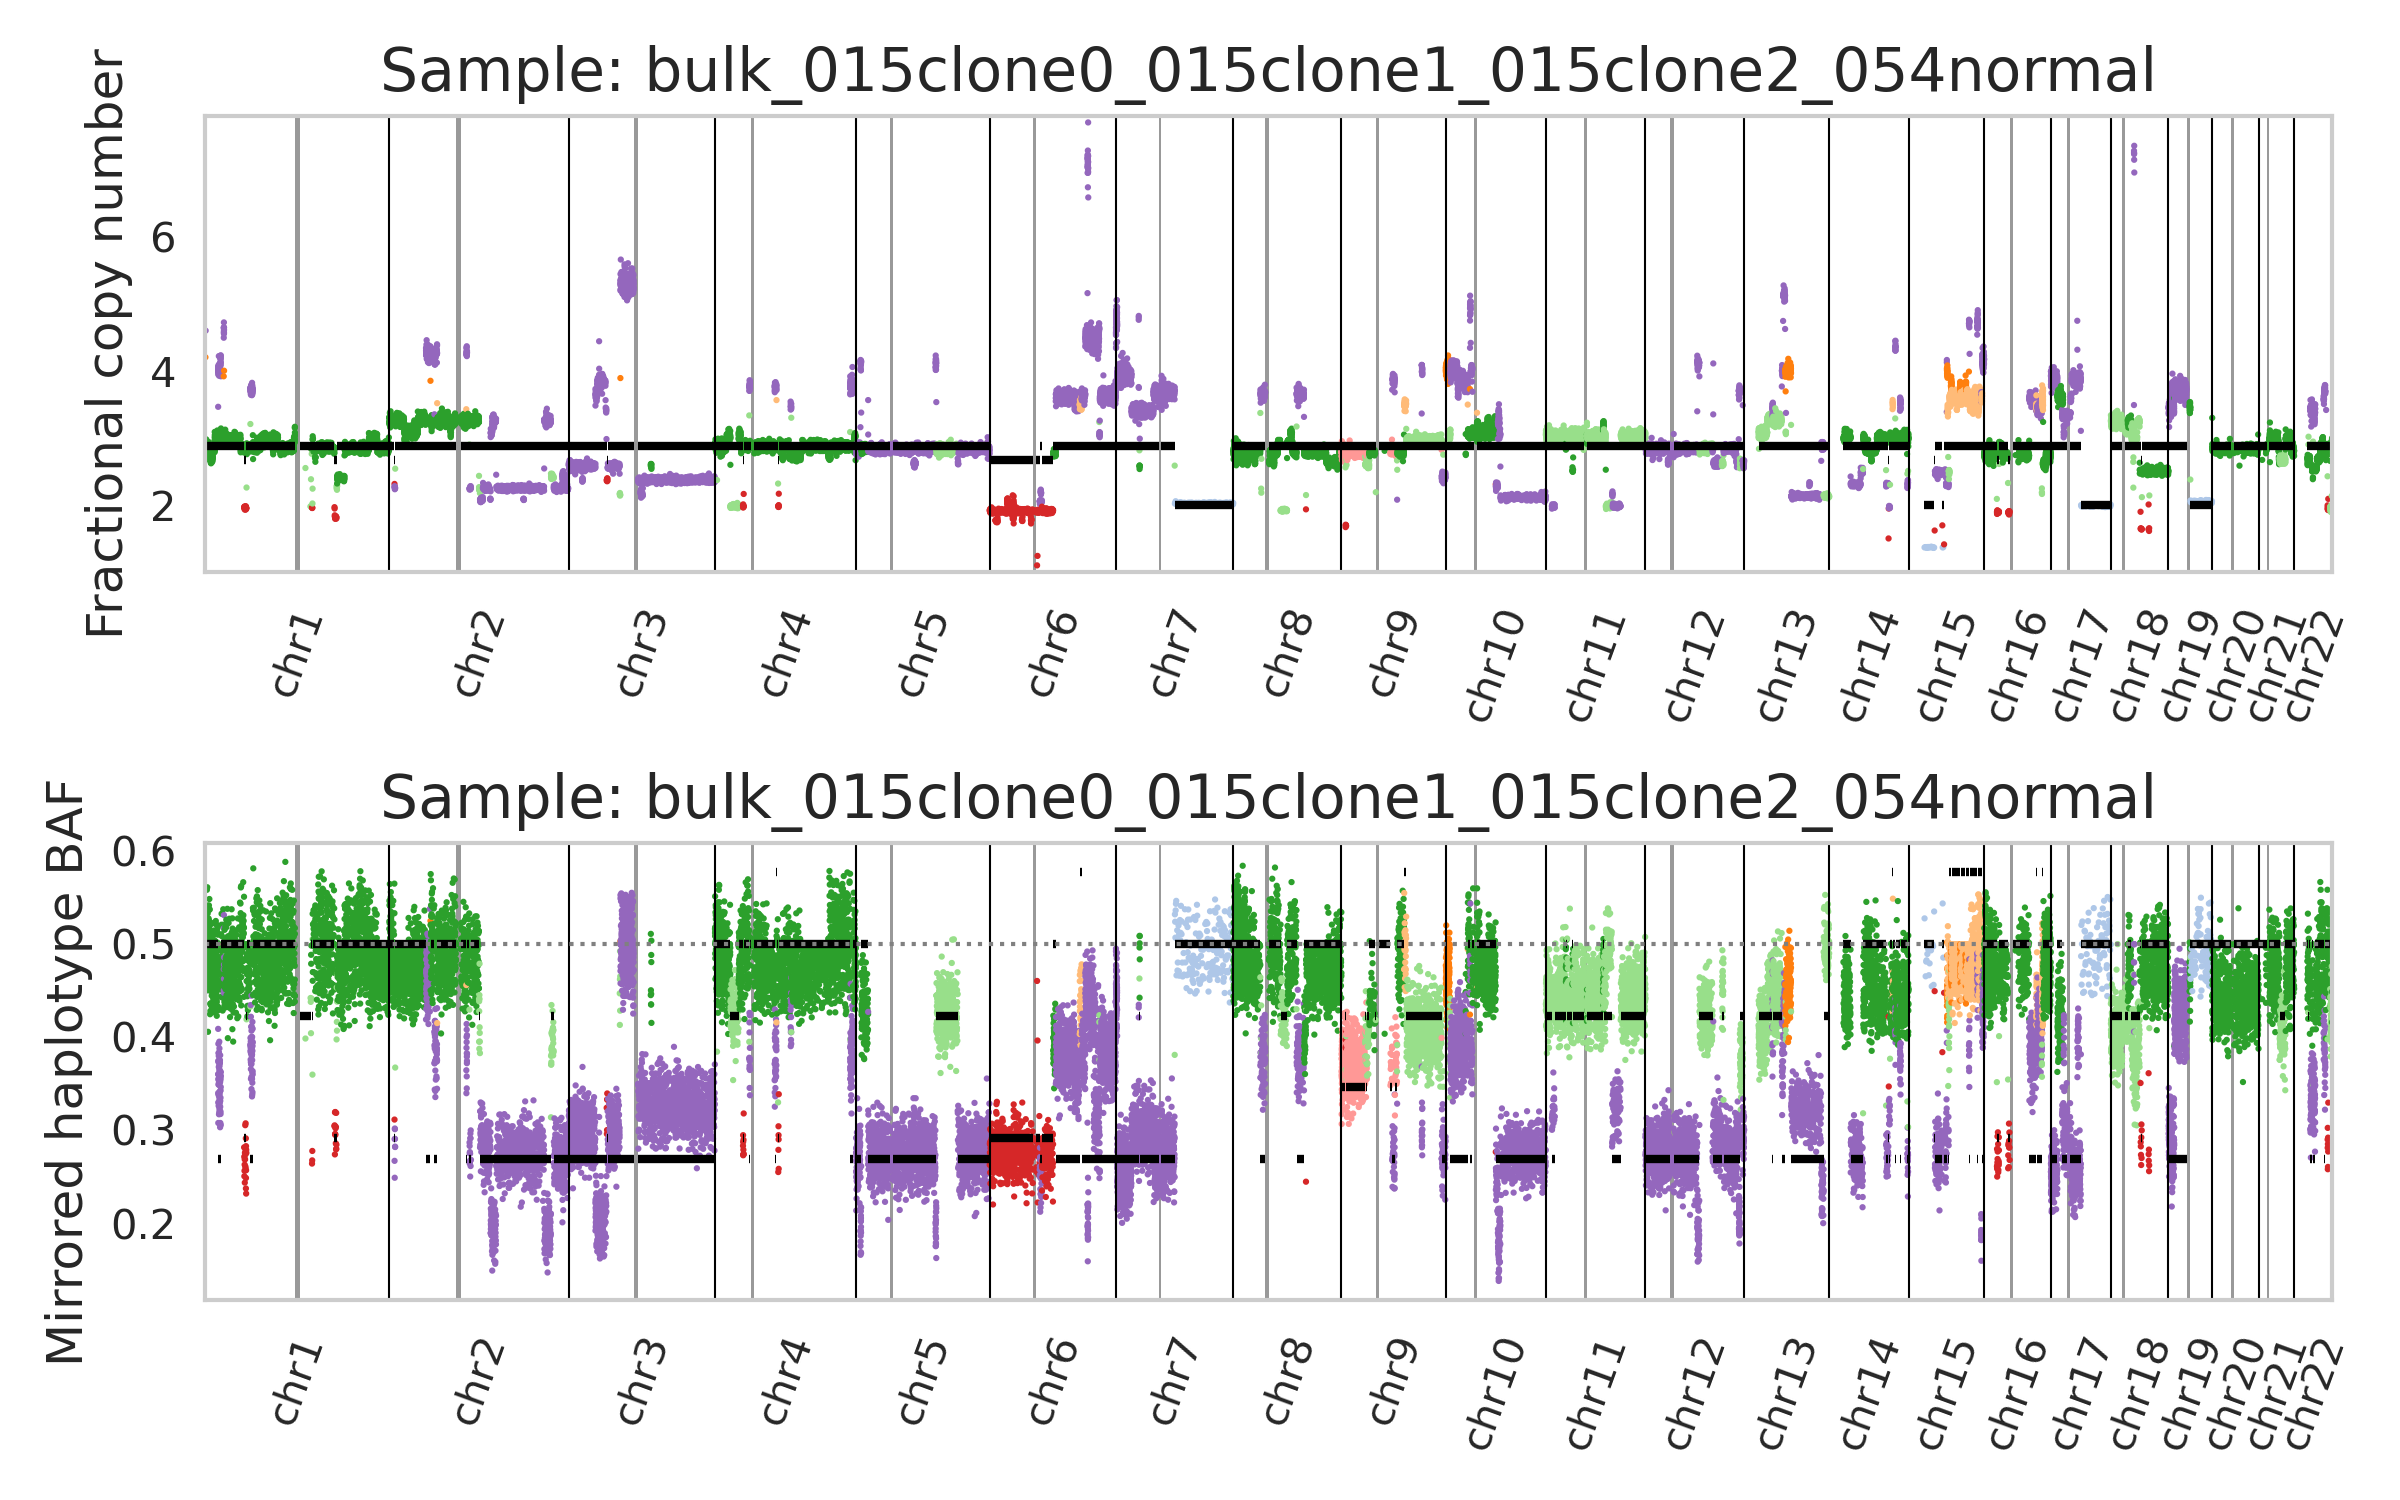 Sample: bulk_015clone0_015clone1_015clone2_054normal
Fractional copy number
6
4
2
chr1
chr2
chr3
chr4
chr5
chr6
chr7
chr8
chr9
chr10
chr11
chr12
chr13
chr14
chr15
chr16
chr17
chr18
chr19
chr20
chr21
chr22
Sample: bulk_015clone0_015clone1_015clone2_054normal
Mirrored haplotype BAF
0.6
0.5
0.4
0.3
0.2
chr1
chr2
chr3
chr4
chr5
chr6
chr7
chr8
chr9
chr10
chr11
chr12
chr13
chr14
chr15
chr16
chr17
chr18
chr19
chr20
chr21
chr22